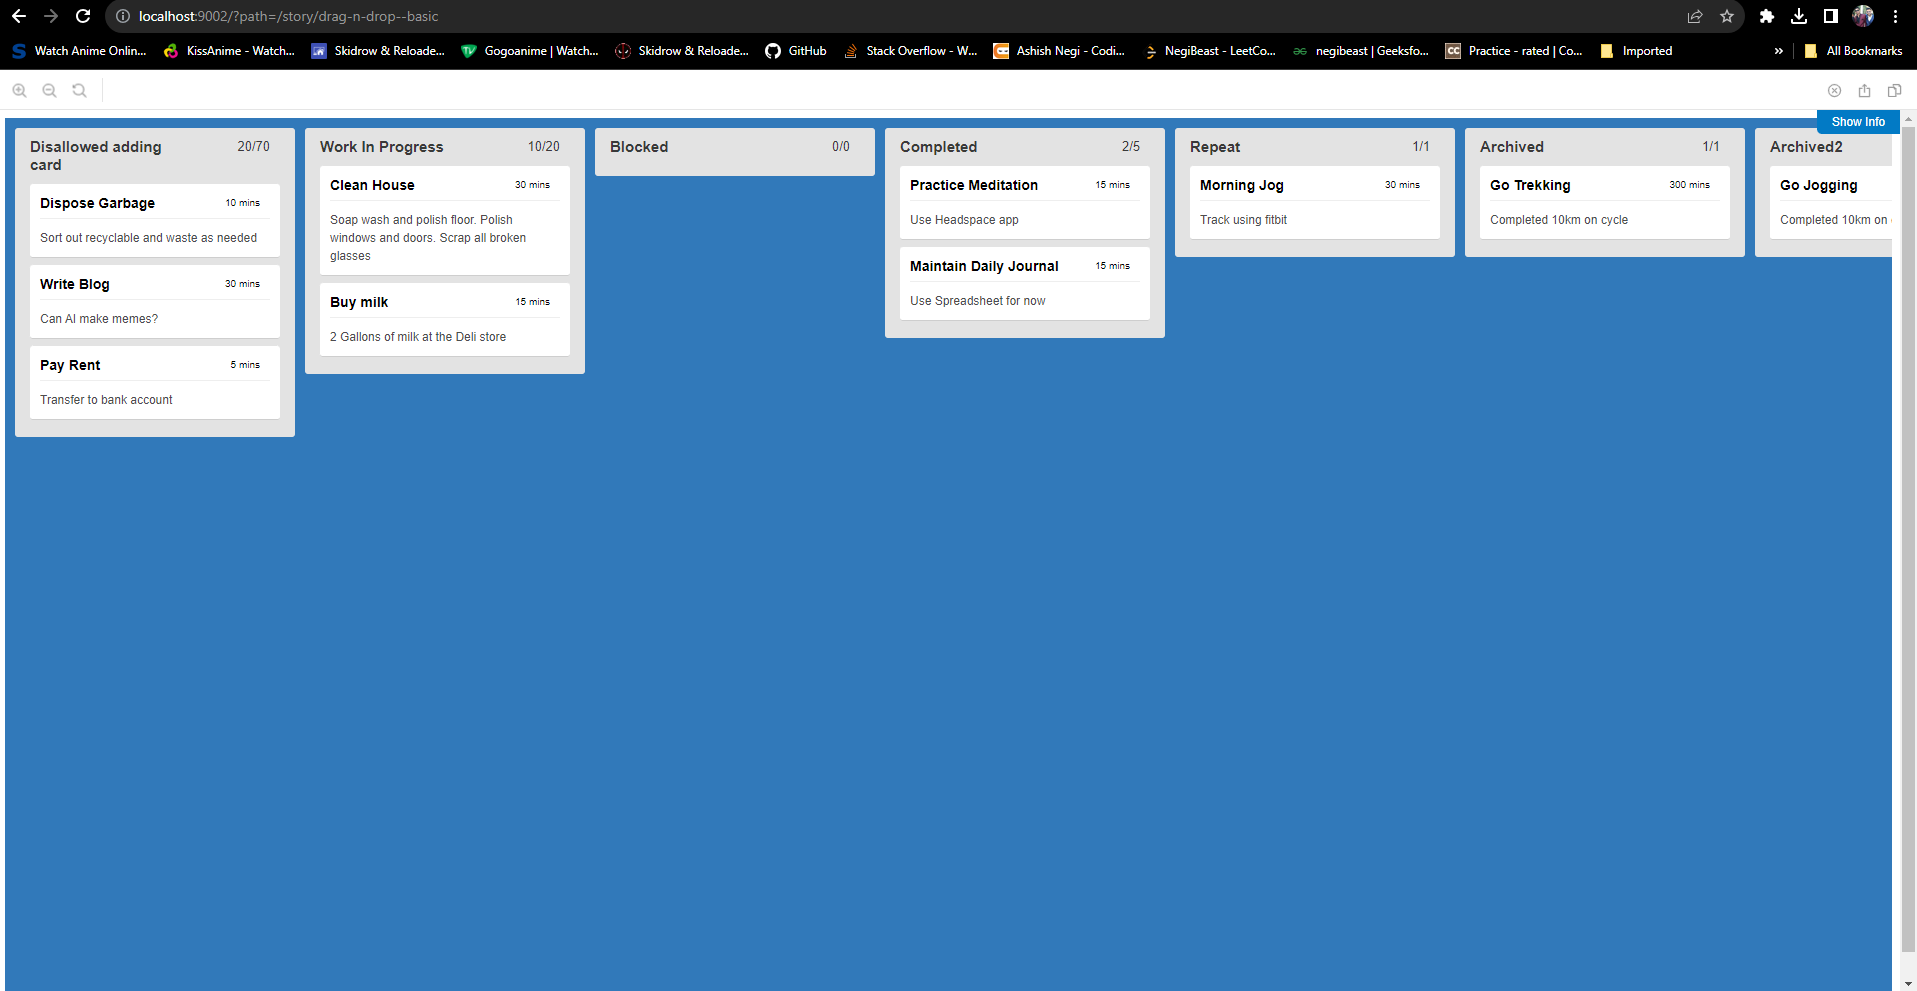 localhost:9002/?path=/story/drag-n-drop--basic
Watch Anime Online... KissAnime - Watch... Skidrow & Reloade... Gogoanime | Watch... Skidrow & Reloade... GitHub Stack Overflow - W... Ashish Negi - Codi... NegiBeast - LeetCo... negibeast | Geeksfo... CC Practice - rated | Co... Imported » All Bookmarks
Show Info
Disallowed adding
card
20/70
Dispose Garbage 10 mins
Sort out recyclable and waste as needed
Write Blog 30 mins
Can AI make memes?
Pay Rent 5 mins
Transfer to bank account
Work In Progress 10/20
Clean House 30 mins
Soap wash and polish floor. Polish
windows and doors. Scrap all broken
glasses
Buy milk 15 mins
2 Gallons of milk at the Deli store
Blocked 0/0
Completed 2/5
Practice Meditation 15 mins
Use Headspace app
Maintain Daily Journal 15 mins
Use Spreadsheet for now
Repeat 1/1
Morning Jog 30 mins
Track using fitbit
Archived 1/1
Go Trekking 300 mins
Completed 10km on cycle
Archived2
Go Jogging
Completed 10km on